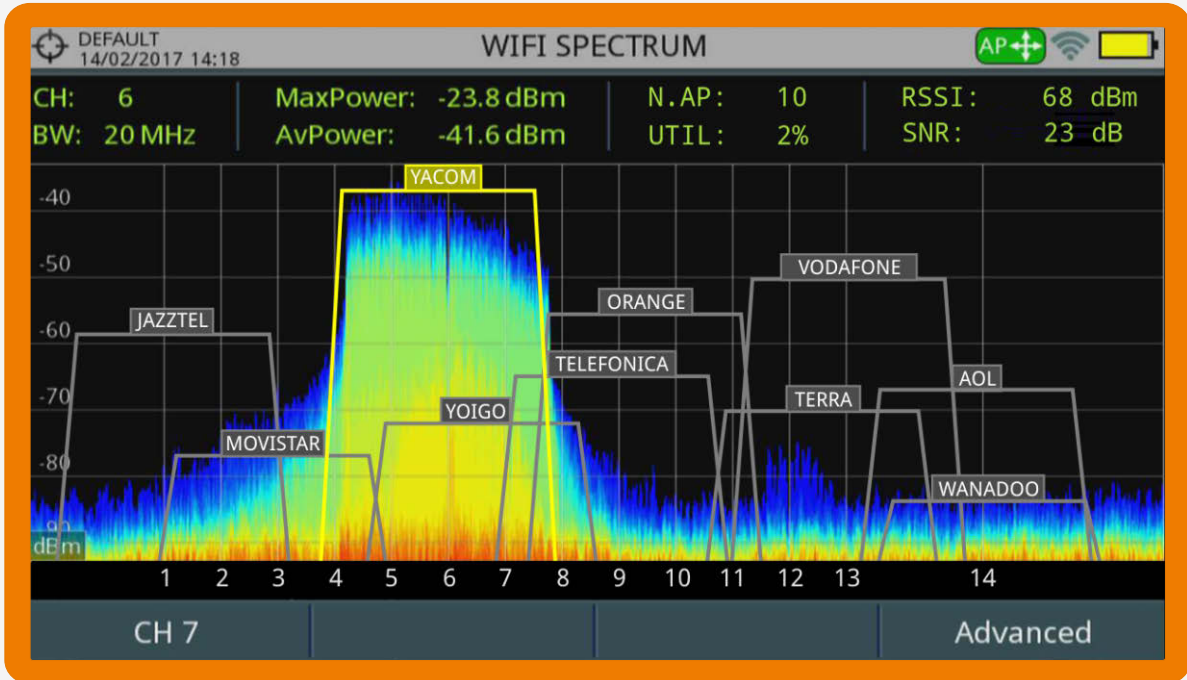 DEFAULT
14/02/2017 14:18
WIFI SPECTRUM
AP
CH: 6 MaxPower: -23.8 dBm N.AP: 10 RSSI: 68 dBm
BW: 20 MHz AvPower: -41.6 dBm UTIL: 2% SNR: 23 dB
YACOM
-40
-50
VODAFONE
ORANGE
JAZZTEL
-60
TELEFONICA
AOL
-70
TERRA
YOIGO
MOVISTAR
-80
WANADOO
-90
dBm
1 2 3 4 5 6 7 8 9 10 11 12 13 14
CH 7 Advanced